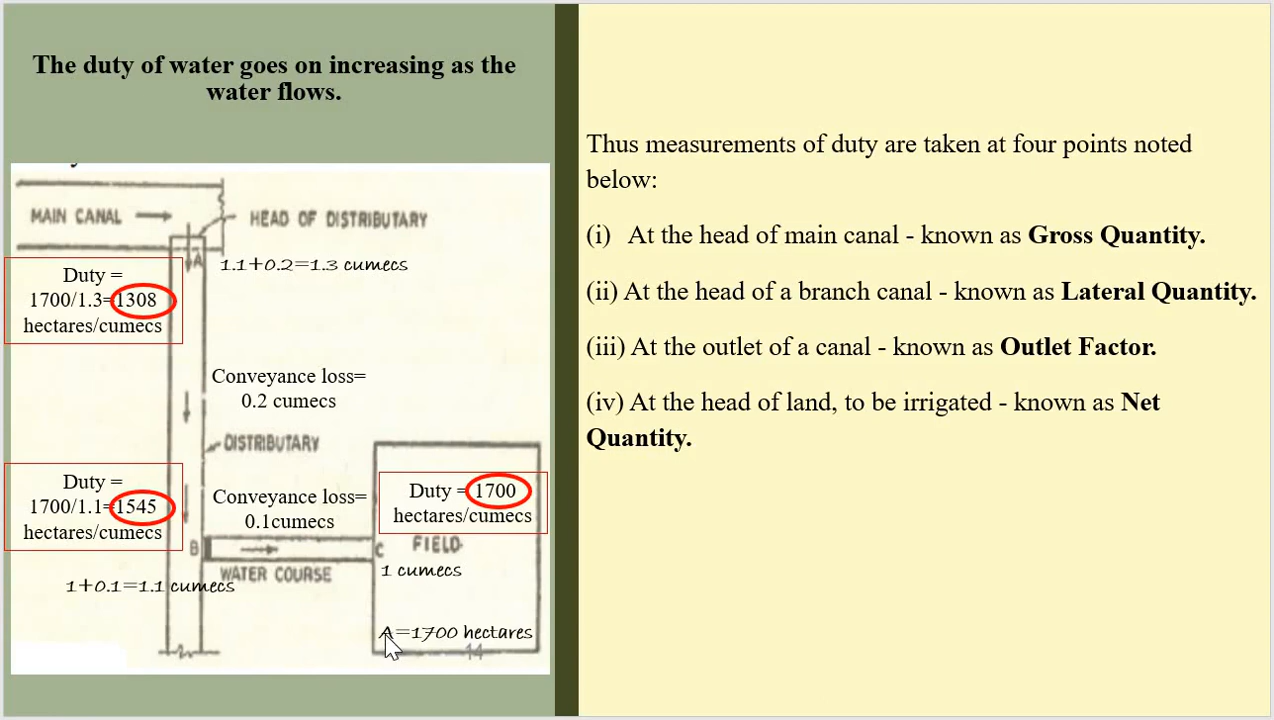 The duty of water goes on increasing as the
water flows.
MAIN CANAL
HEAD OF DISTRIBUTARY
A
1.1+0.2=1.3 cumecs
Duty =
1700/1.3=1308
hectares/cumecs
Conveyance loss=
0.2 cumecs
DISTRIBUTARY
Duty =
1700/1.1=1545
hectares/cumecs
Conveyance loss=
0.1cumecs
Duty = 1700
hectares/cumecs
B
C
FIELD
WATER COURSE
1 cumecs
1+0.1=1.1 cumecs
A=1700 hectares
14
Thus measurements of duty are taken at four points noted
below:
(i) At the head of main canal - known as Gross Quantity.
(ii) At the head of a branch canal - known as Lateral Quantity.
(iii) At the outlet of a canal - known as Outlet Factor.
(iv) At the head of land, to be irrigated - known as Net
Quantity.